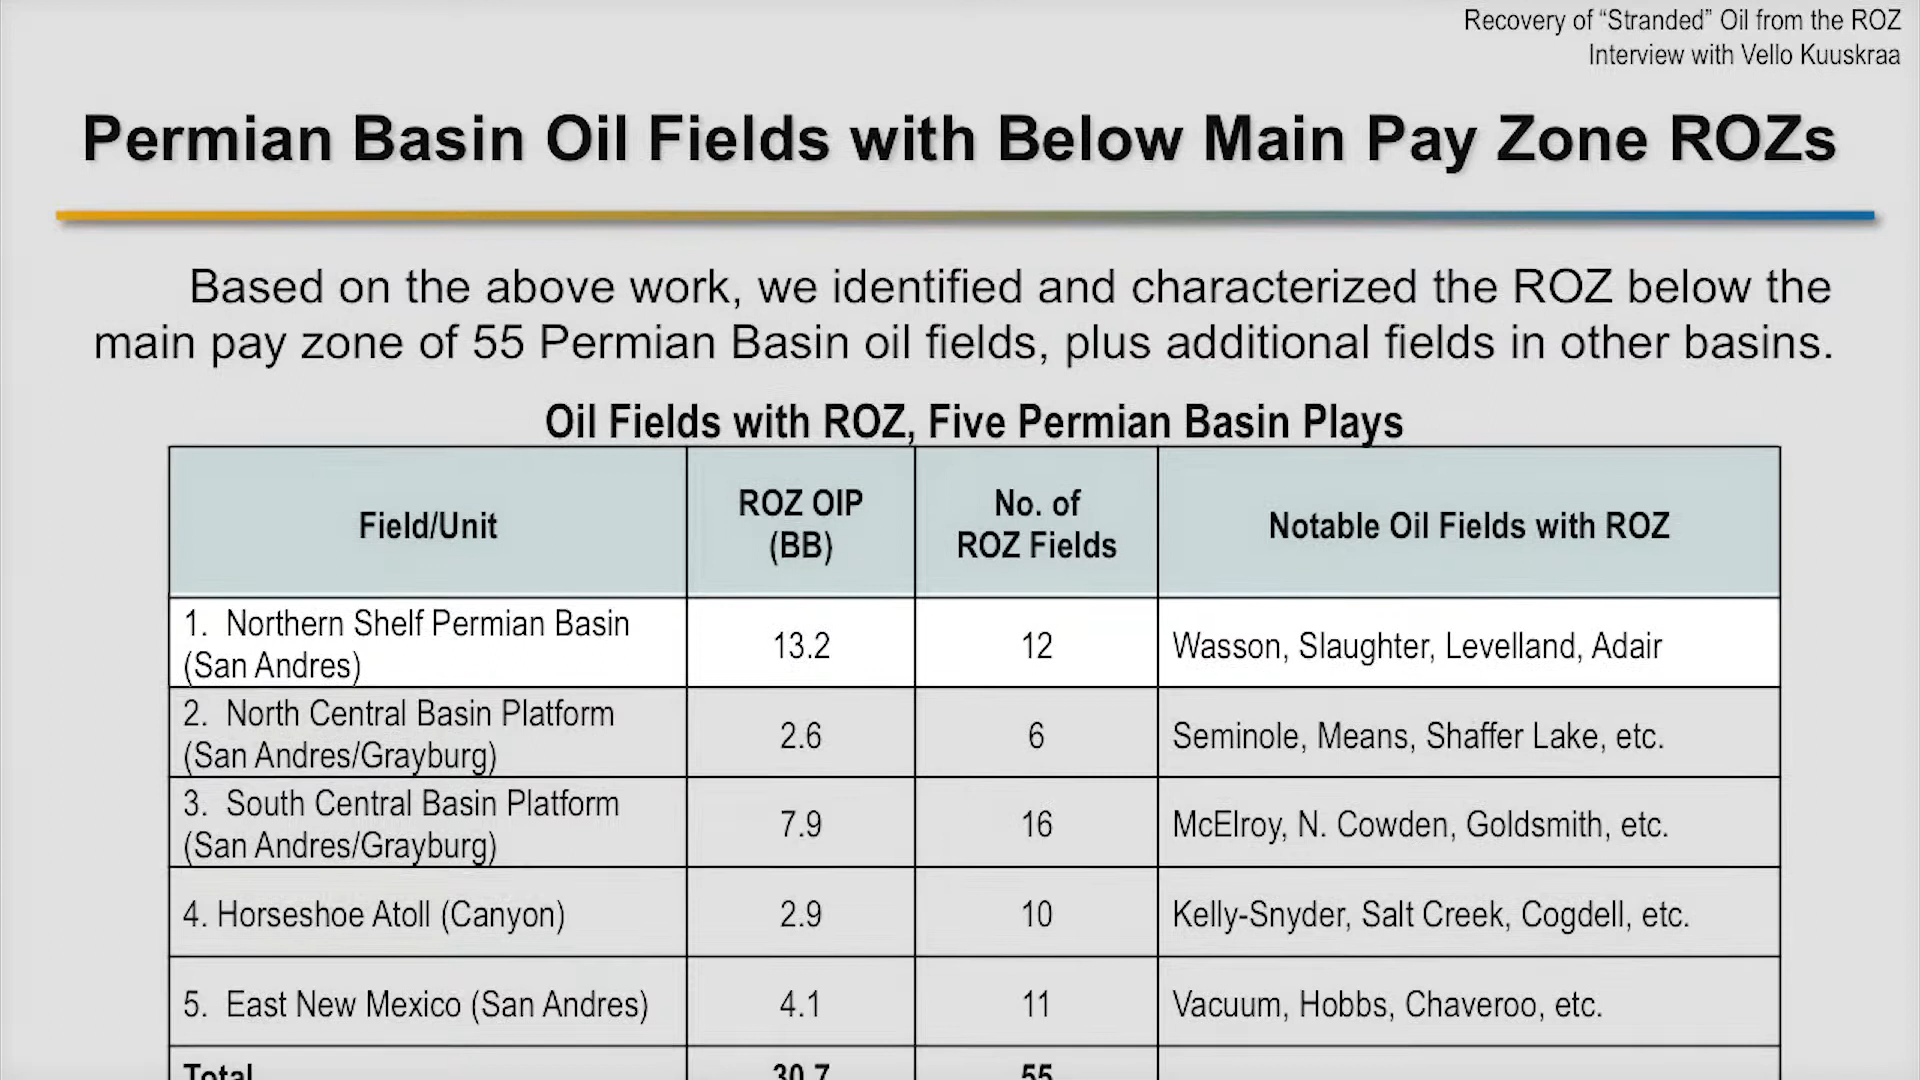 Recovery of “Stranded” Oil from the ROZ
Interview with Vello Kuuskraa
Permian Basin Oil Fields with Below Main Pay Zone ROZs
Based on the above work, we identified and characterized the ROZ below the
main pay zone of 55 Permian Basin oil fields, plus additional fields in other basins.
Oil Fields with ROZ, Five Permian Basin Plays
Field/Unit
ROZ OIP
(BB)
No. of
ROZ Fields
Notable Oil Fields with ROZ
1. Northern Shelf Permian Basin
(San Andres)
13.2
12
Wasson, Slaughter, Levelland, Adair
2. North Central Basin Platform
(San Andres/Grayburg)
2.6
6
Seminole, Means, Shaffer Lake, etc.
3. South Central Basin Platform
(San Andres/Grayburg)
7.9
16
McElroy, N. Cowden, Goldsmith, etc.
4. Horseshoe Atoll (Canyon)
2.9
10
Kelly-Snyder, Salt Creek, Cogdell, etc.
5. East New Mexico (San Andres)
4.1
11
Vacuum, Hobbs, Chaveroo, etc.
Total
30.7
55